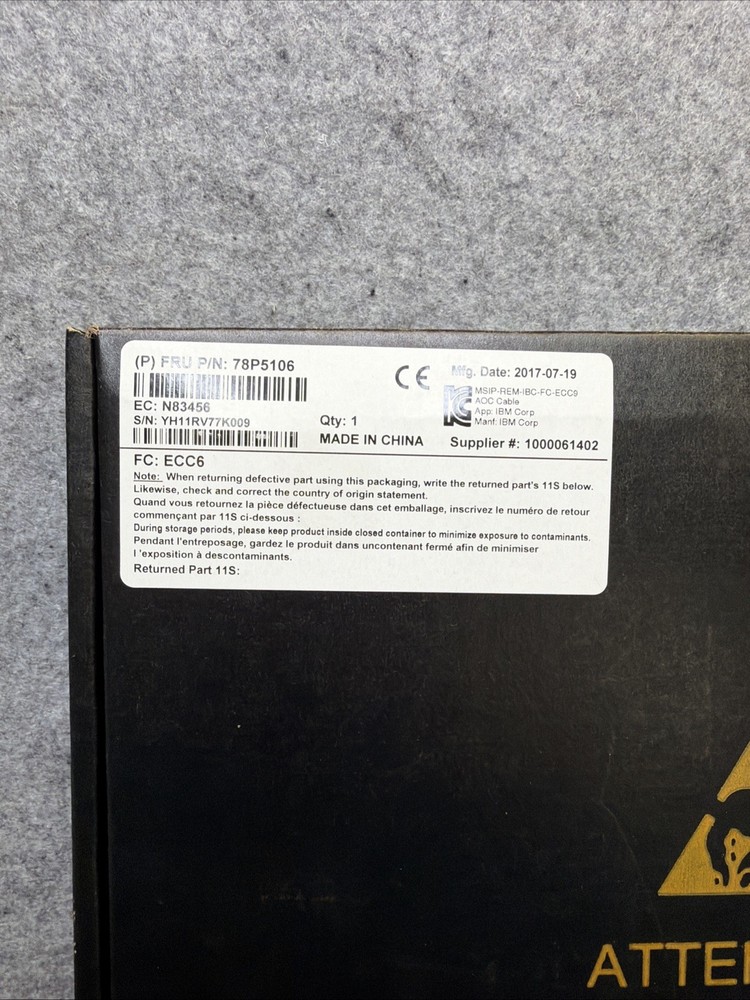 (P) FRU P/N: 78P5106
EC: N83456
S/N: YH11RV77K009
Qty: 1
MADE IN CHINA
CE
Mfg. Date: 2017-07-19
MSIP-REM-IBC-FC-ECC9
AOC Cable
App: IBM Corp
Manf: IBM Corp
Supplier #: 1000061402
FC: ECC6
Note: When returning defective part using this packaging, write the returned part's 11S below.
Likewise, check and correct the country of origin statement.
Quand vous retournez la pièce défectueuse dans cet emballage, inscrivez le numéro de retour
commençant par 11S ci-dessous :
During storage periods, please keep product inside closed container to minimize exposure to contaminants.
Pendant l'entreposage, gardez le produit dans uncontenant fermé afin de minimiser
l 'exposition à descontaminants.
Returned Part 11S:
ATTE